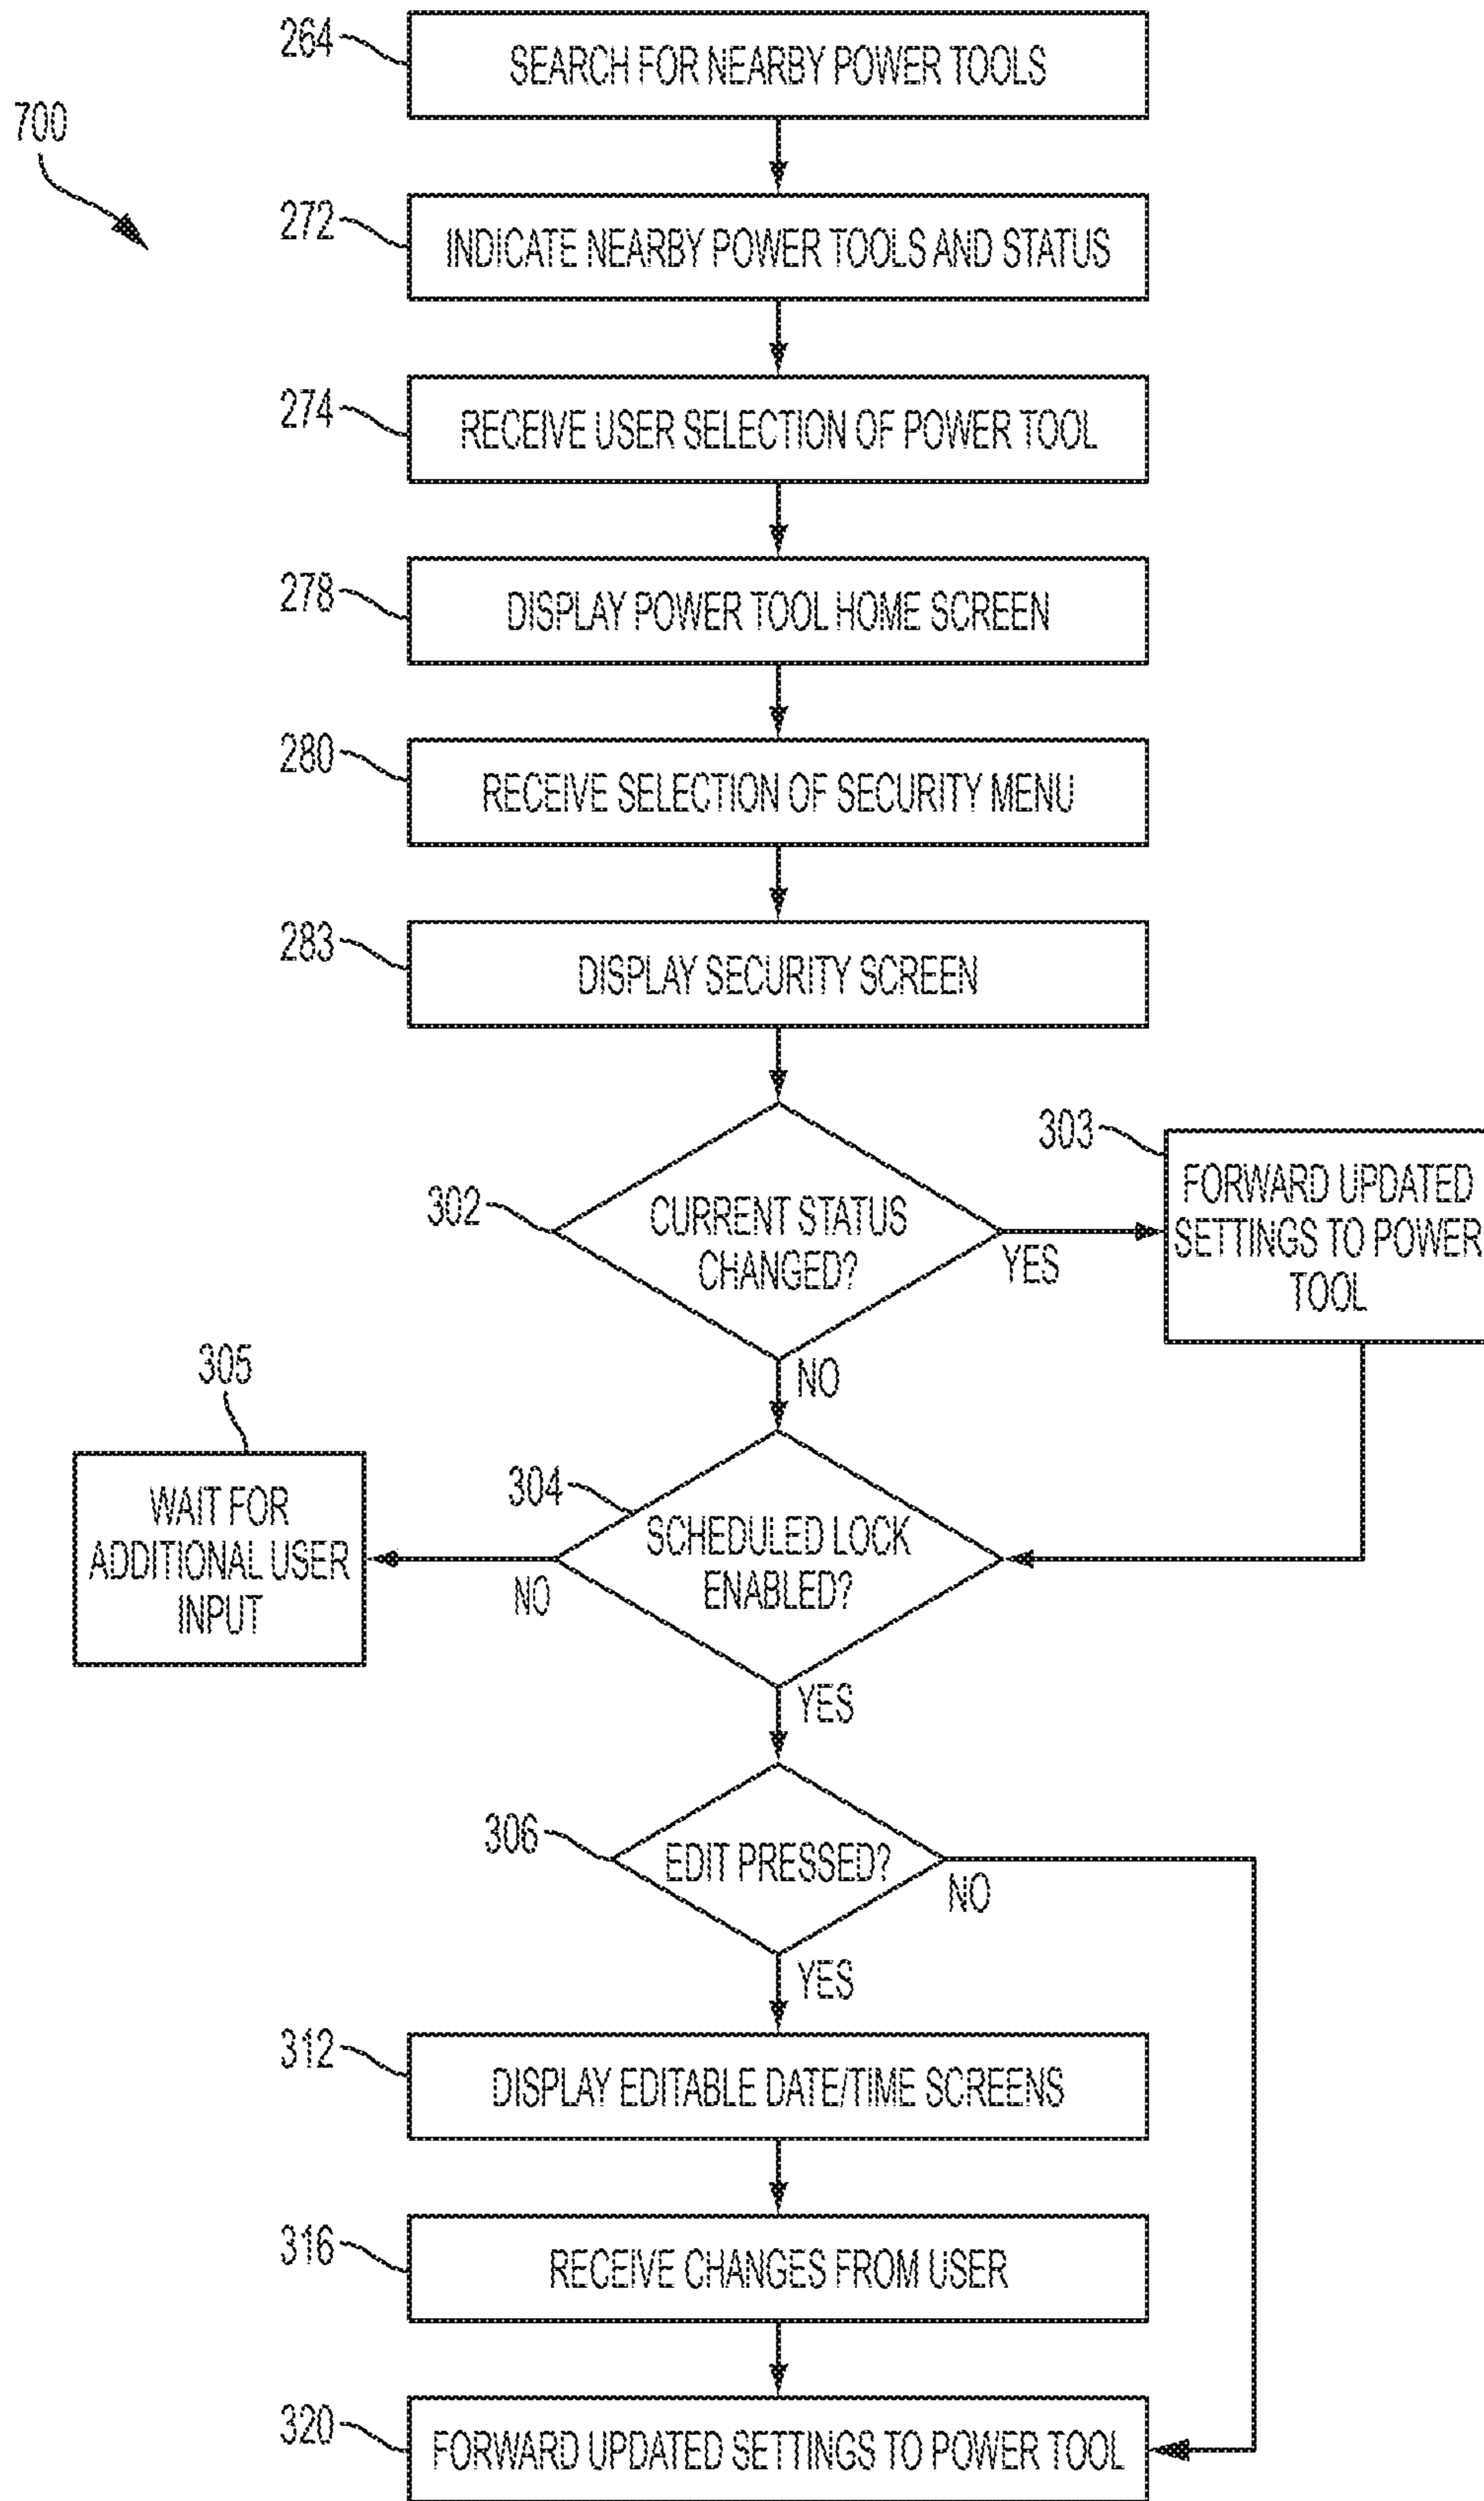 264
SEARCH FOR NEARBY POWER TOOLS
700
272
INDICATE NEARBY POWER TOOLS AND STATUS
274
RECEIVE USER SELECTION OF POWER TOOL
278
DISPLAY POWER TOOL HOME SCREEN
280
RECEIVE SELECTION OF SECURITY MENU
283
DISPLAY SECURITY SCREEN
302
CURRENT STATUS
CHANGED?
YES
303
FORWARD UPDATED
SETTINGS TO POWER
TOOL
NO
305
WAIT FOR
ADDITIONAL USER
INPUT
304
SCHEDULED LOCK
ENABLED?
NO
YES
306
EDIT PRESSED?
NO
YES
312
DISPLAY EDITABLE DATE/TIME SCREENS
316
RECEIVE CHANGES FROM USER
320
FORWARD UPDATED SETTINGS TO POWER TOOL